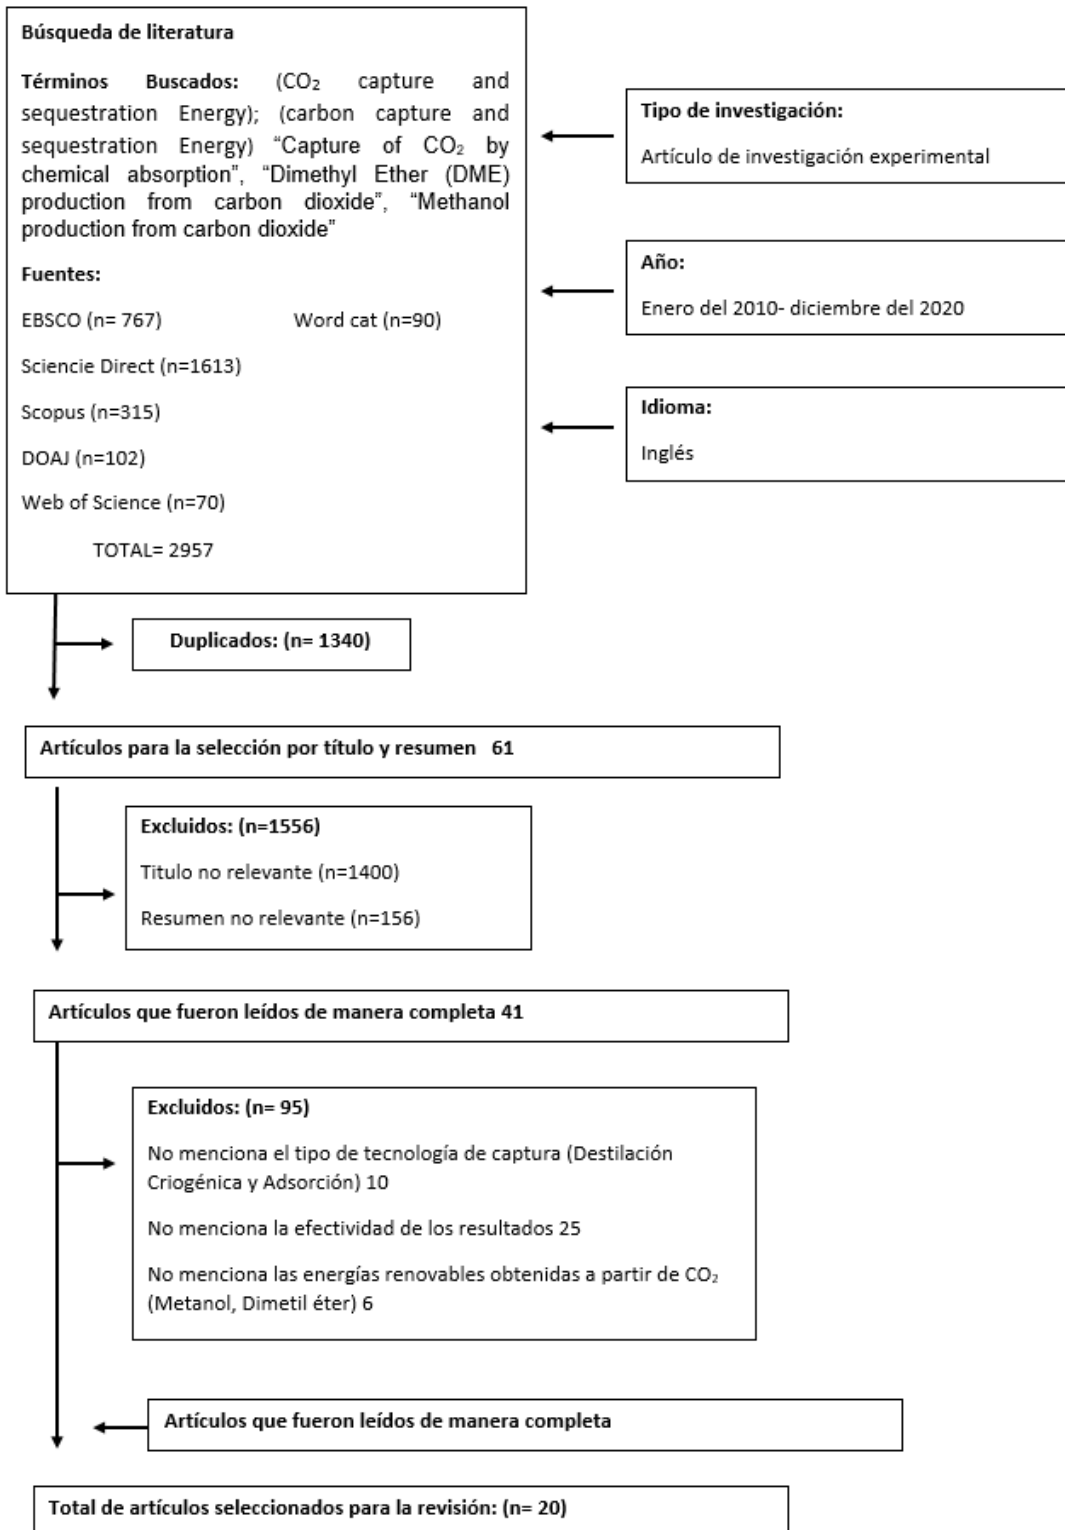 Búsqueda de literatura
Términos Buscados: (CO₂ capture and
sequestration Energy); (carbon capture and
sequestration Energy) “Capture of CO₂ by
chemical absorption”, “Dimethyl Ether (DME)
production from carbon dioxide”, “Methanol
production from carbon dioxide”
Fuentes:
EBSCO (n= 767) Word cat (n=90)
Sciencie Direct (n=1613)
Scopus (n=315)
DOAJ (n=102)
Web of Science (n=70)
TOTAL= 2957
Tipo de investigación:
Artículo de investigación experimental
Año:
Enero del 2010- diciembre del 2020
Idioma:
Inglés
Duplicados: (n= 1340)
Artículos para la selección por título y resumen 61
Excluidos: (n=1556)
Titulo no relevante (n=1400)
Resumen no relevante (n=156)
Artículos que fueron leídos de manera completa 41
Excluidos: (n= 95)
No menciona el tipo de tecnología de captura (Destilación
Criogénica y Adsorción) 10
No menciona la efectividad de los resultados 25
No menciona las energías renovables obtenidas a partir de CO₂
(Metanol, Dimetil éter) 6
Artículos que fueron leídos de manera completa
Total de artículos seleccionados para la revisión: (n= 20)